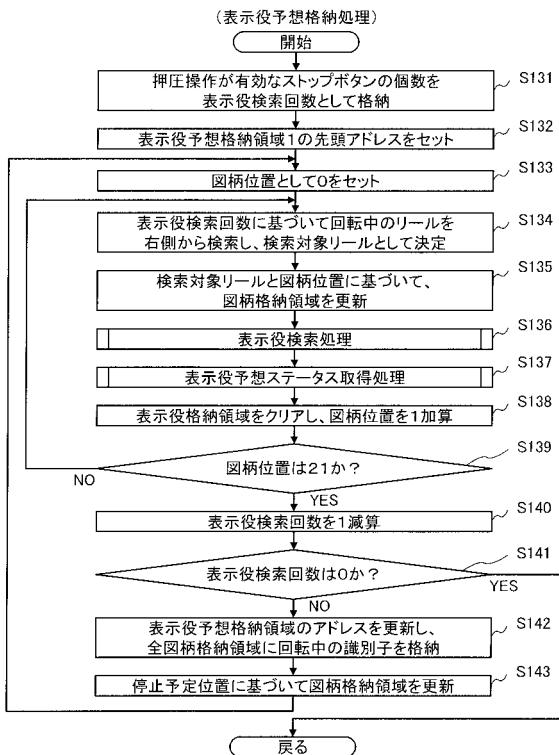 (表示役予想格納処理)
開始
押圧操作が有効なストップボタンの個数を
表示役検索回数として格納
S131
表示役予想格納領域1の先頭アドレスをセット
S132
図柄位置として0をセット
S133
表示役検索回数に基づいて回転中のリールを
右側から検索し、検索対象リールとして決定
S134
検索対象リールと図柄位置に基づいて、
図柄格納領域を更新
S135
表示役検索処理
S136
表示役予想ステータス取得処理
S137
表示役格納領域をクリアし、図柄位置を1加算
S138
図柄位置は21か?
S139
NO
YES
表示役検索回数を1減算
S140
表示役検索回数は0か?
S141
YES
NO
表示役予想格納領域のアドレスを更新し、
全図柄格納領域に回転中の識別子を格納
S142
停止予定位置に基づいて図柄格納領域を更新
S143
戻る